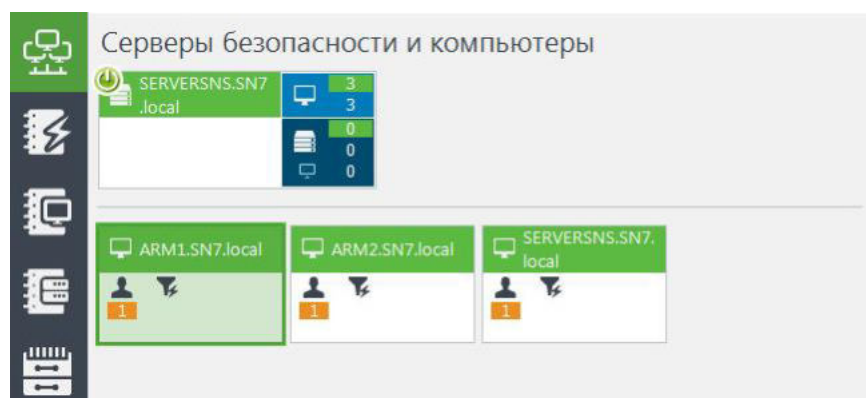 Серверы безопасности и компьютеры
SERVERSNS.SN7
.local
3
3
0
0
0
ARM1.SN7.local
ARM2.SN7.local
SERVERSNS.SN7.
local
1
1
1